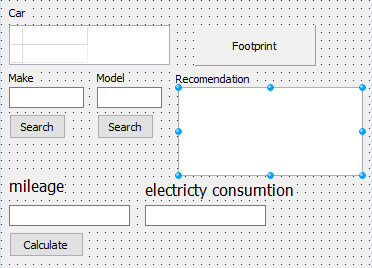 Car
Footprint
Make
Model
Recomendation
Search
Search
mileage
electricty consumtion
Calculate